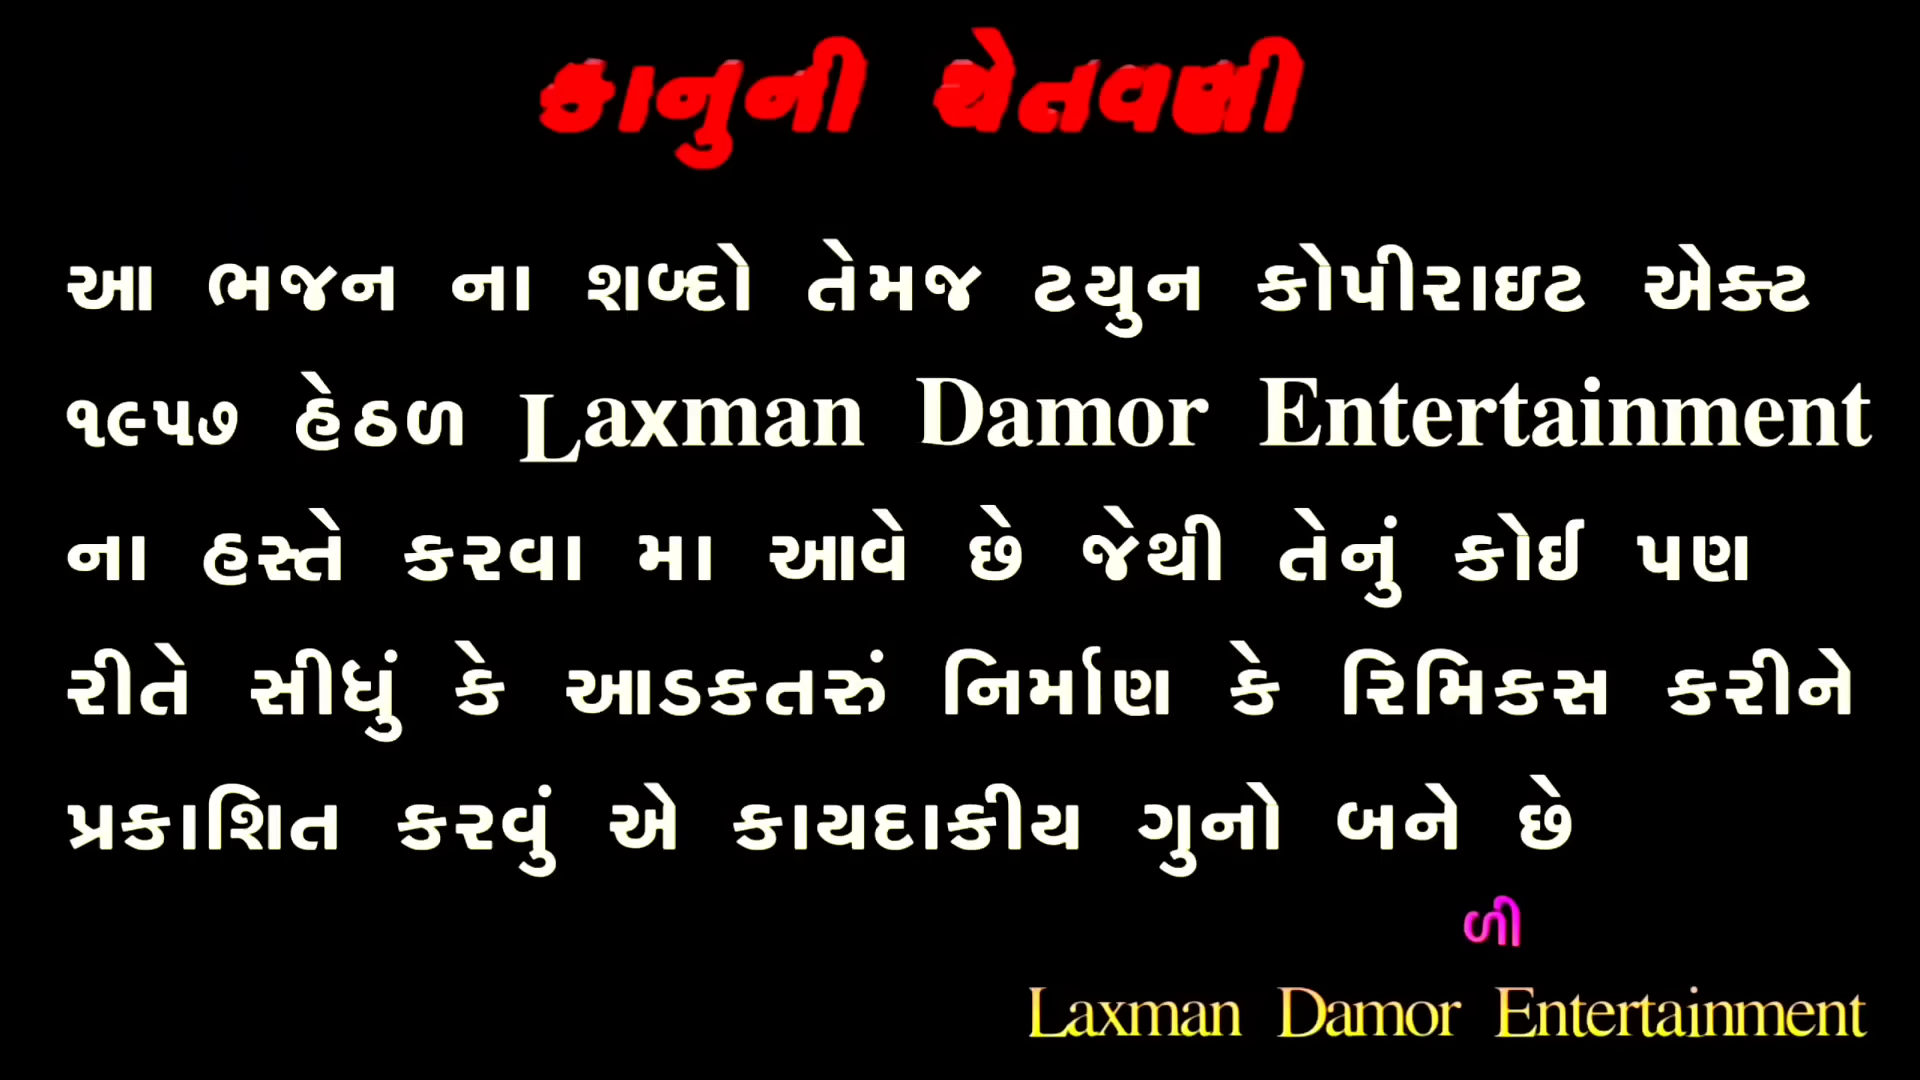 કાનુની ચેતવણી
આ ભજન ના શબ્દો તેમજ ટયુન કોપીરાઇટ એક્ટ
૧૯૫૭ હેઠળ Laxman Damor Entertainment
ના હસ્તે કરવા મા આવે છે જેથી તેનું કોઈ પણ
રીતે સીધું કે આડકતરું નિર્માણ કે રિમિકસ કરીને
પ્રકાશિત કરવું એ કાયદાકીય ગુનો બને છે
ળી
Laxman Damor Entertainment